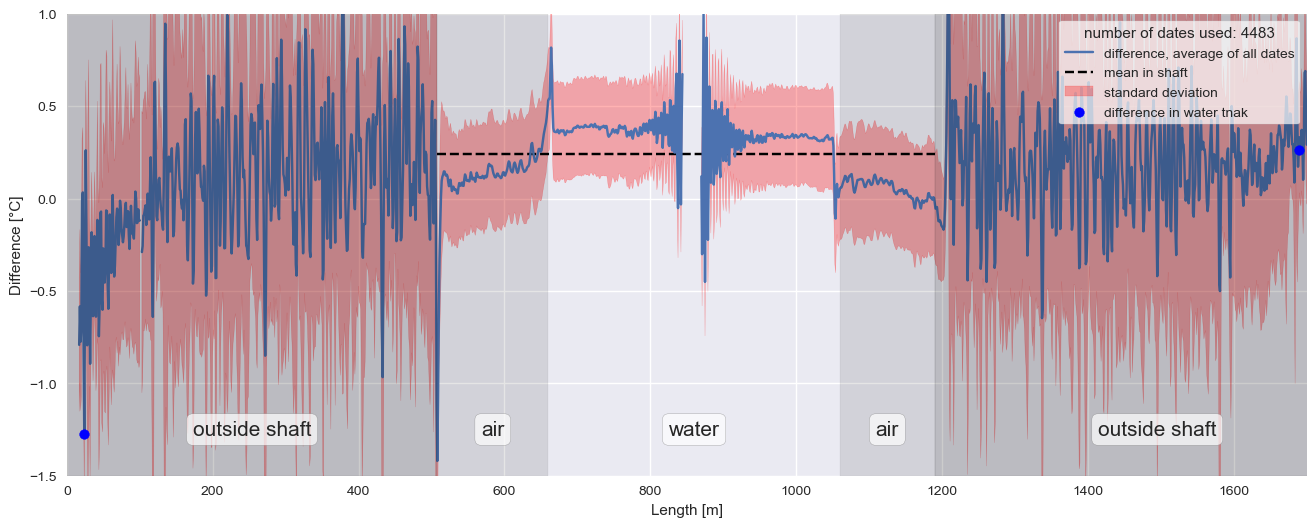 1.0
0.5
0.0
−0.5
−1.0
−1.5
Difference [°C]
number of dates used: 4483
difference, average of all dates
mean in shaft
standard deviation
difference in water tnak
outside shaft
air
water
air
outside shaft
0 200 400 600 800 1000 1200 1400 1600
Length [m]